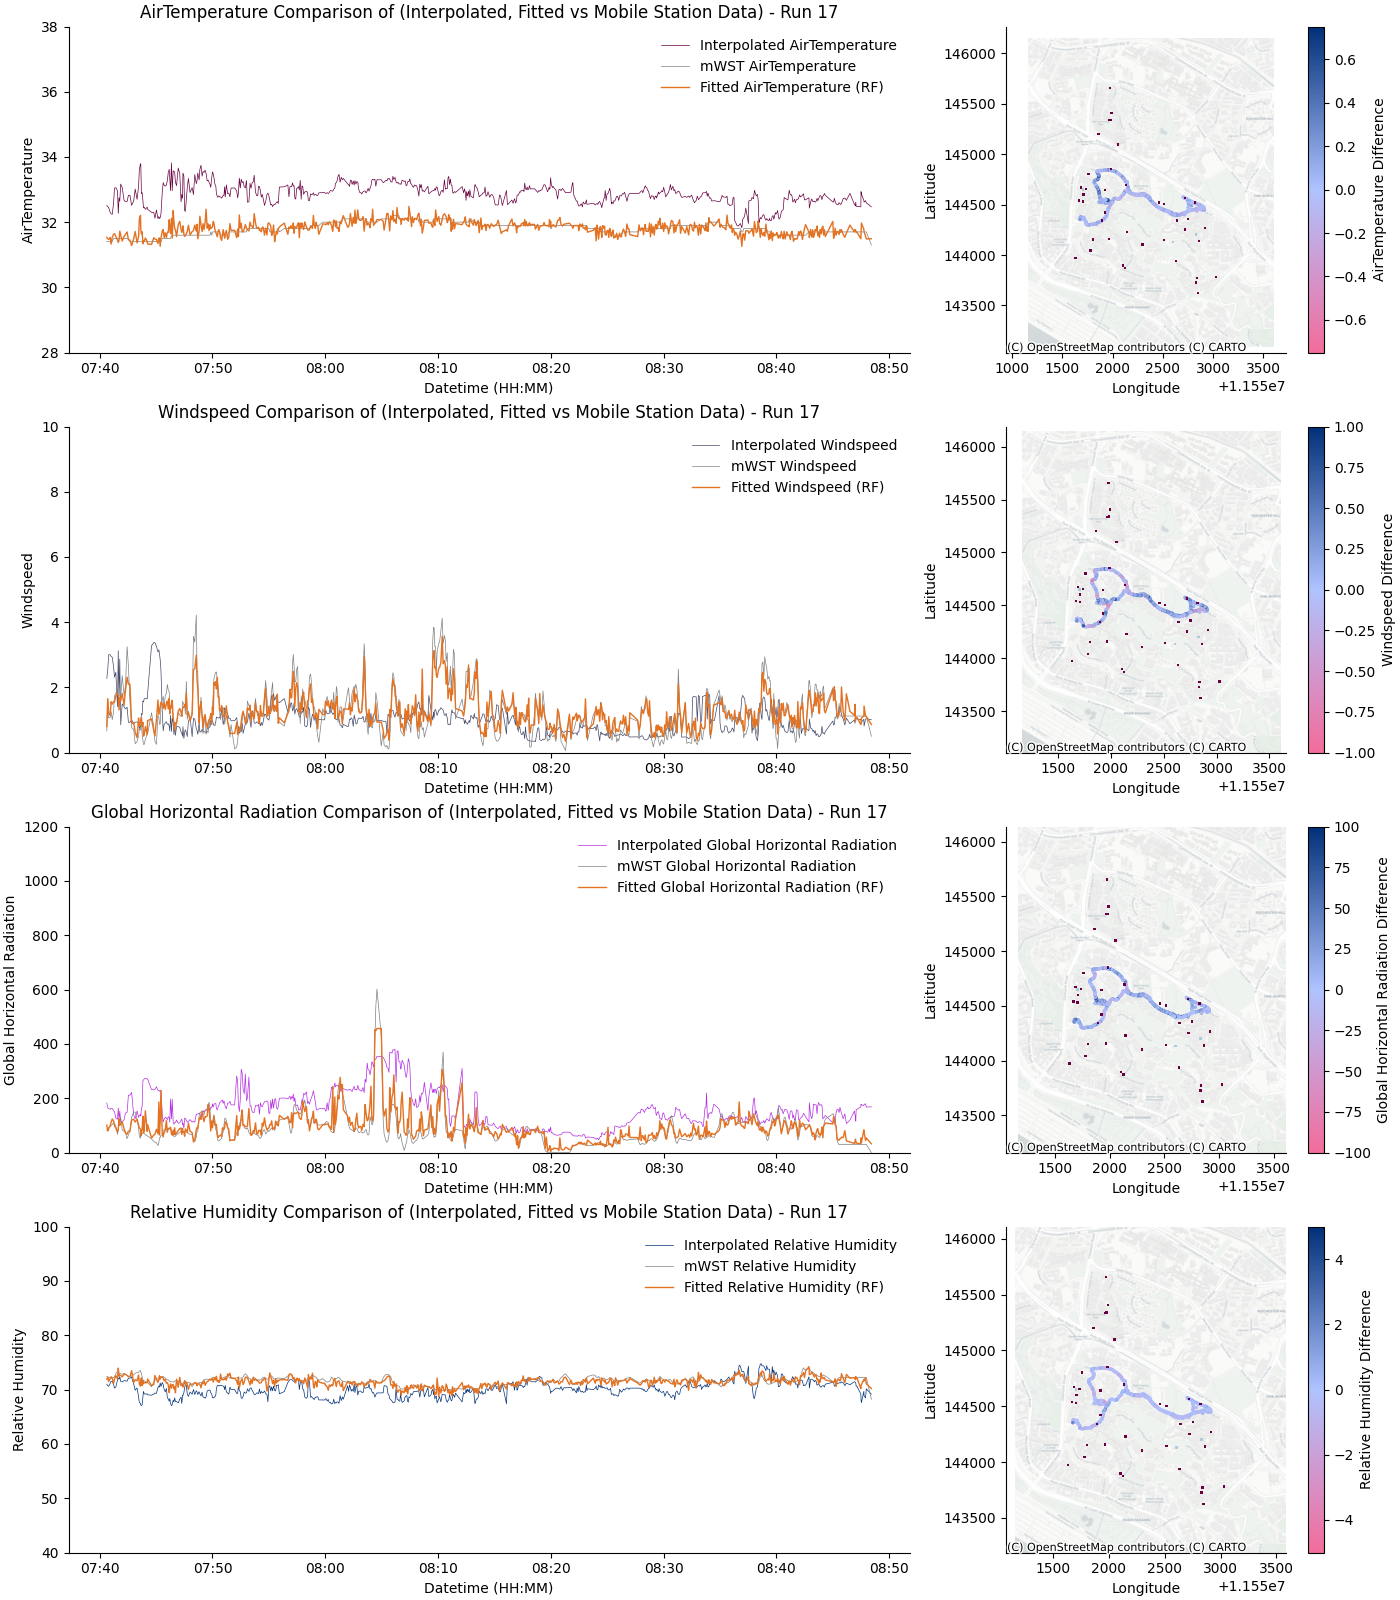 AirTemperature Comparison of (Interpolated, Fitted vs Mobile Station Data) - Run 17
38
36
34
32
30
28
AirTemperature
Interpolated AirTemperature
mWST AirTemperature
Fitted AirTemperature (RF)
07:40 07:50 08:00 08:10 08:20 08:30 08:40 08:50
Datetime (HH:MM)
146000
145500
145000
144500
144000
143500
Latitude
(C) OpenStreetMap contributors (C) CARTO
1000 1500 2000 2500 3000 3500
Longitude
+1.155e7
0.6
0.4
0.2
0.0
−0.2
−0.4
−0.6
AirTemperature Difference
Windspeed Comparison of (Interpolated, Fitted vs Mobile Station Data) - Run 17
10
8
6
4
2
0
Windspeed
Interpolated Windspeed
mWST Windspeed
Fitted Windspeed (RF)
07:40 07:50 08:00 08:10 08:20 08:30 08:40 08:50
Datetime (HH:MM)
146000
145500
145000
144500
144000
143500
Latitude
(C) OpenStreetMap contributors (C) CARTO
1500 2000 2500 3000 3500
Longitude
+1.155e7
1.00
0.75
0.50
0.25
0.00
−0.25
−0.50
−0.75
−1.00
Windspeed Difference
Global Horizontal Radiation Comparison of (Interpolated, Fitted vs Mobile Station Data) - Run 17
1200
1000
800
600
400
200
0
Global Horizontal Radiation
Interpolated Global Horizontal Radiation
mWST Global Horizontal Radiation
Fitted Global Horizontal Radiation (RF)
07:40 07:50 08:00 08:10 08:20 08:30 08:40 08:50
Datetime (HH:MM)
146000
145500
145000
144500
144000
143500
Latitude
(C) OpenStreetMap contributors (C) CARTO
1500 2000 2500 3000 3500
Longitude
+1.155e7
100
75
50
25
0
−25
−50
−75
−100
Global Horizontal Radiation Difference
Relative Humidity Comparison of (Interpolated, Fitted vs Mobile Station Data) - Run 17
100
90
80
70
60
50
40
Relative Humidity
Interpolated Relative Humidity
mWST Relative Humidity
Fitted Relative Humidity (RF)
07:40 07:50 08:00 08:10 08:20 08:30 08:40 08:50
Datetime (HH:MM)
146000
145500
145000
144500
144000
143500
Latitude
(C) OpenStreetMap contributors (C) CARTO
1500 2000 2500 3000 3500
Longitude
+1.155e7
4
2
0
−2
−4
Relative Humidity Difference